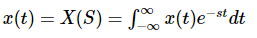 x(t) = X(S) = ∫_{-∞}^{∞} x(t)e^{-st}dt